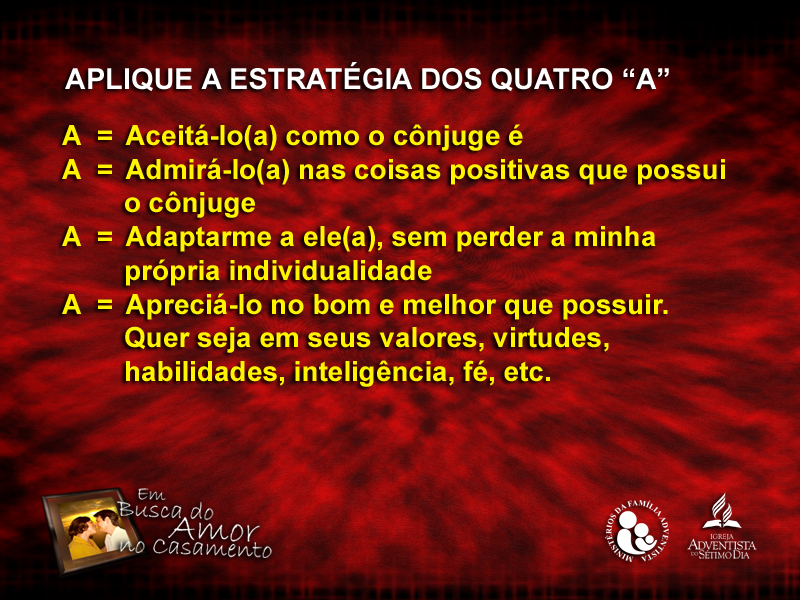 APLIQUE A ESTRATÉGIA DOS QUATRO “A”
A = Aceitá-lo(a) como o cônjuge é
A = Admirá-lo(a) nas coisas positivas que possui
o cônjuge
A = Adaptarme a ele(a), sem perder a minha
própria individualidade
A = Apreciá-lo no bom e melhor que possuir.
Quer seja em seus valores, virtudes,
habilidades, inteligência, fé, etc.
Em
Busca do
Amor
no Casamento
MINISTÉRIOS DA FAMÍLIA ADVENTISTA
IGREJA
ADVENTISTA
DO SÉTIMO DIA